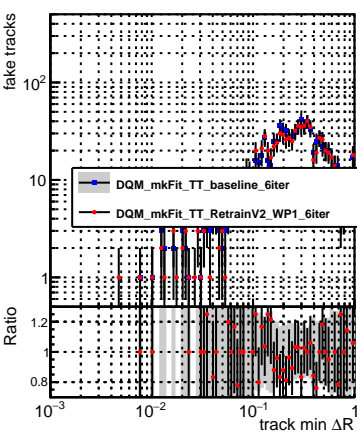 fake tracks
10²
10
1
DQM_mkFit_TT_baseline_6iter
DQM_mkFit_TT_RetrainV2_WP1_6iter
Ratio
1.2
1
0.8
10⁻³
10⁻²
10⁻¹
1
track min ΔR